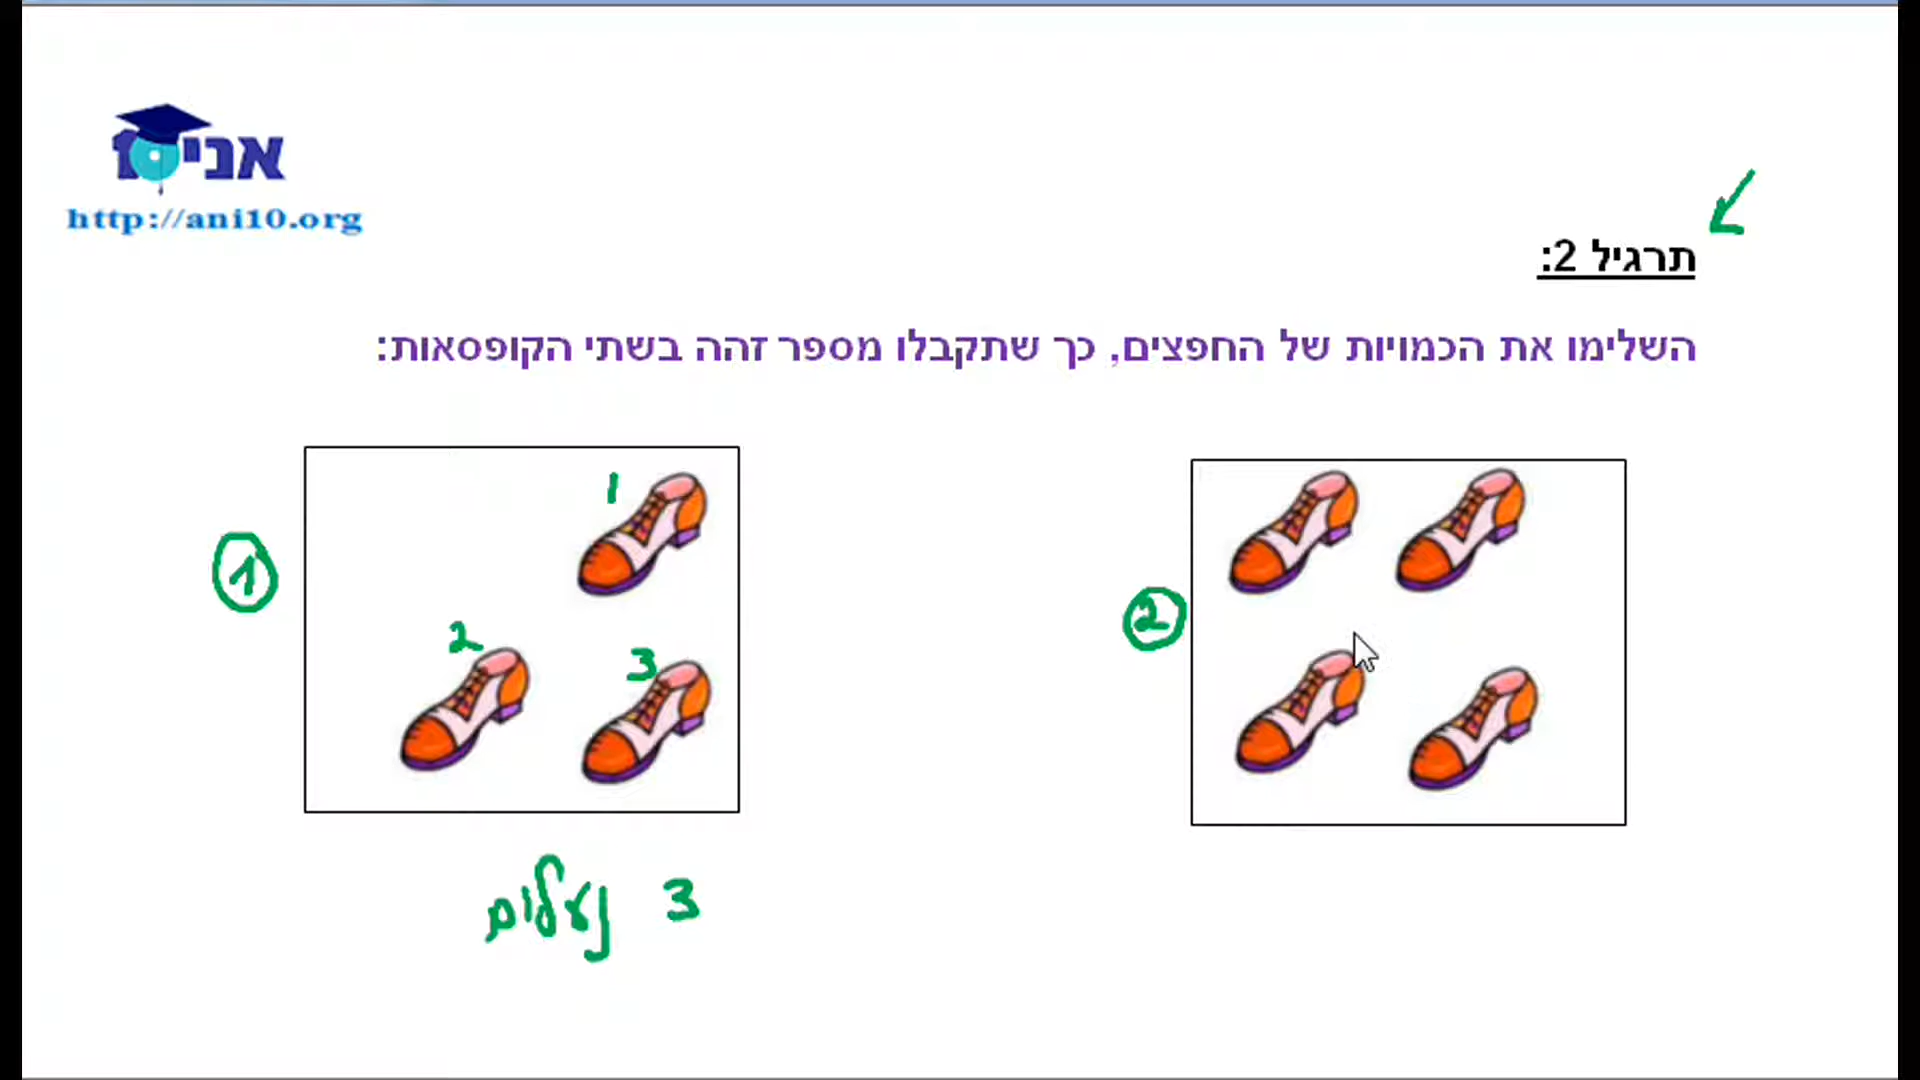 אני10
http://ani10.org
תרגיל 2:
השלימו את הכמויות של החפצים, כך שתקבלו מספר זהה בשתי הקופסאות:
1
1
2
3
2
3 נעלים